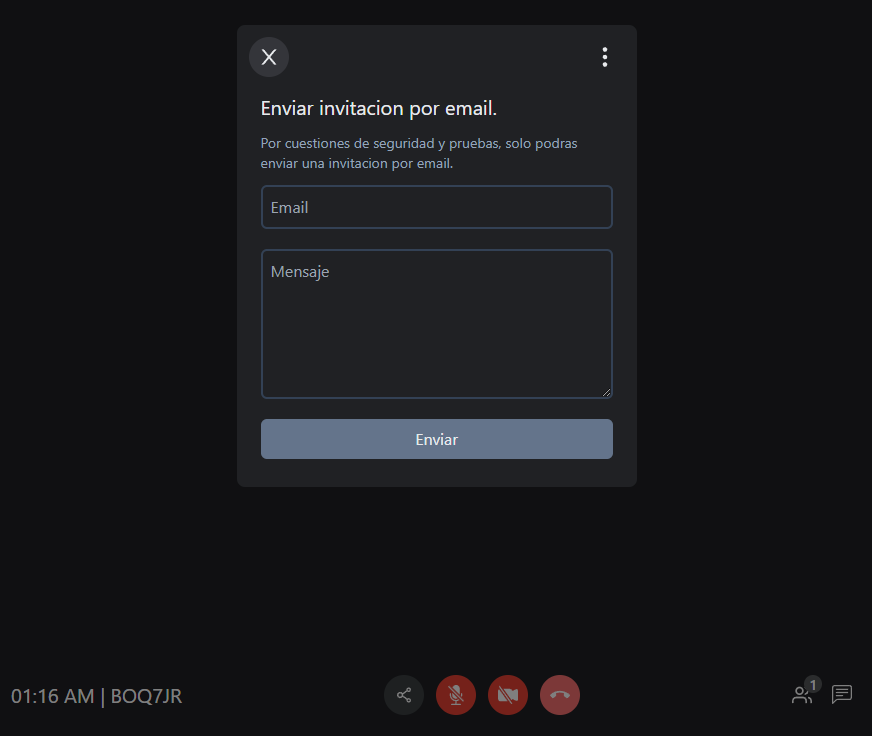 Enviar invitacion por email.
Por cuestiones de seguridad y pruebas, solo podras
enviar una invitacion por email.
Email
Mensaje
Enviar
01:16 AM | BOQ7JR
1